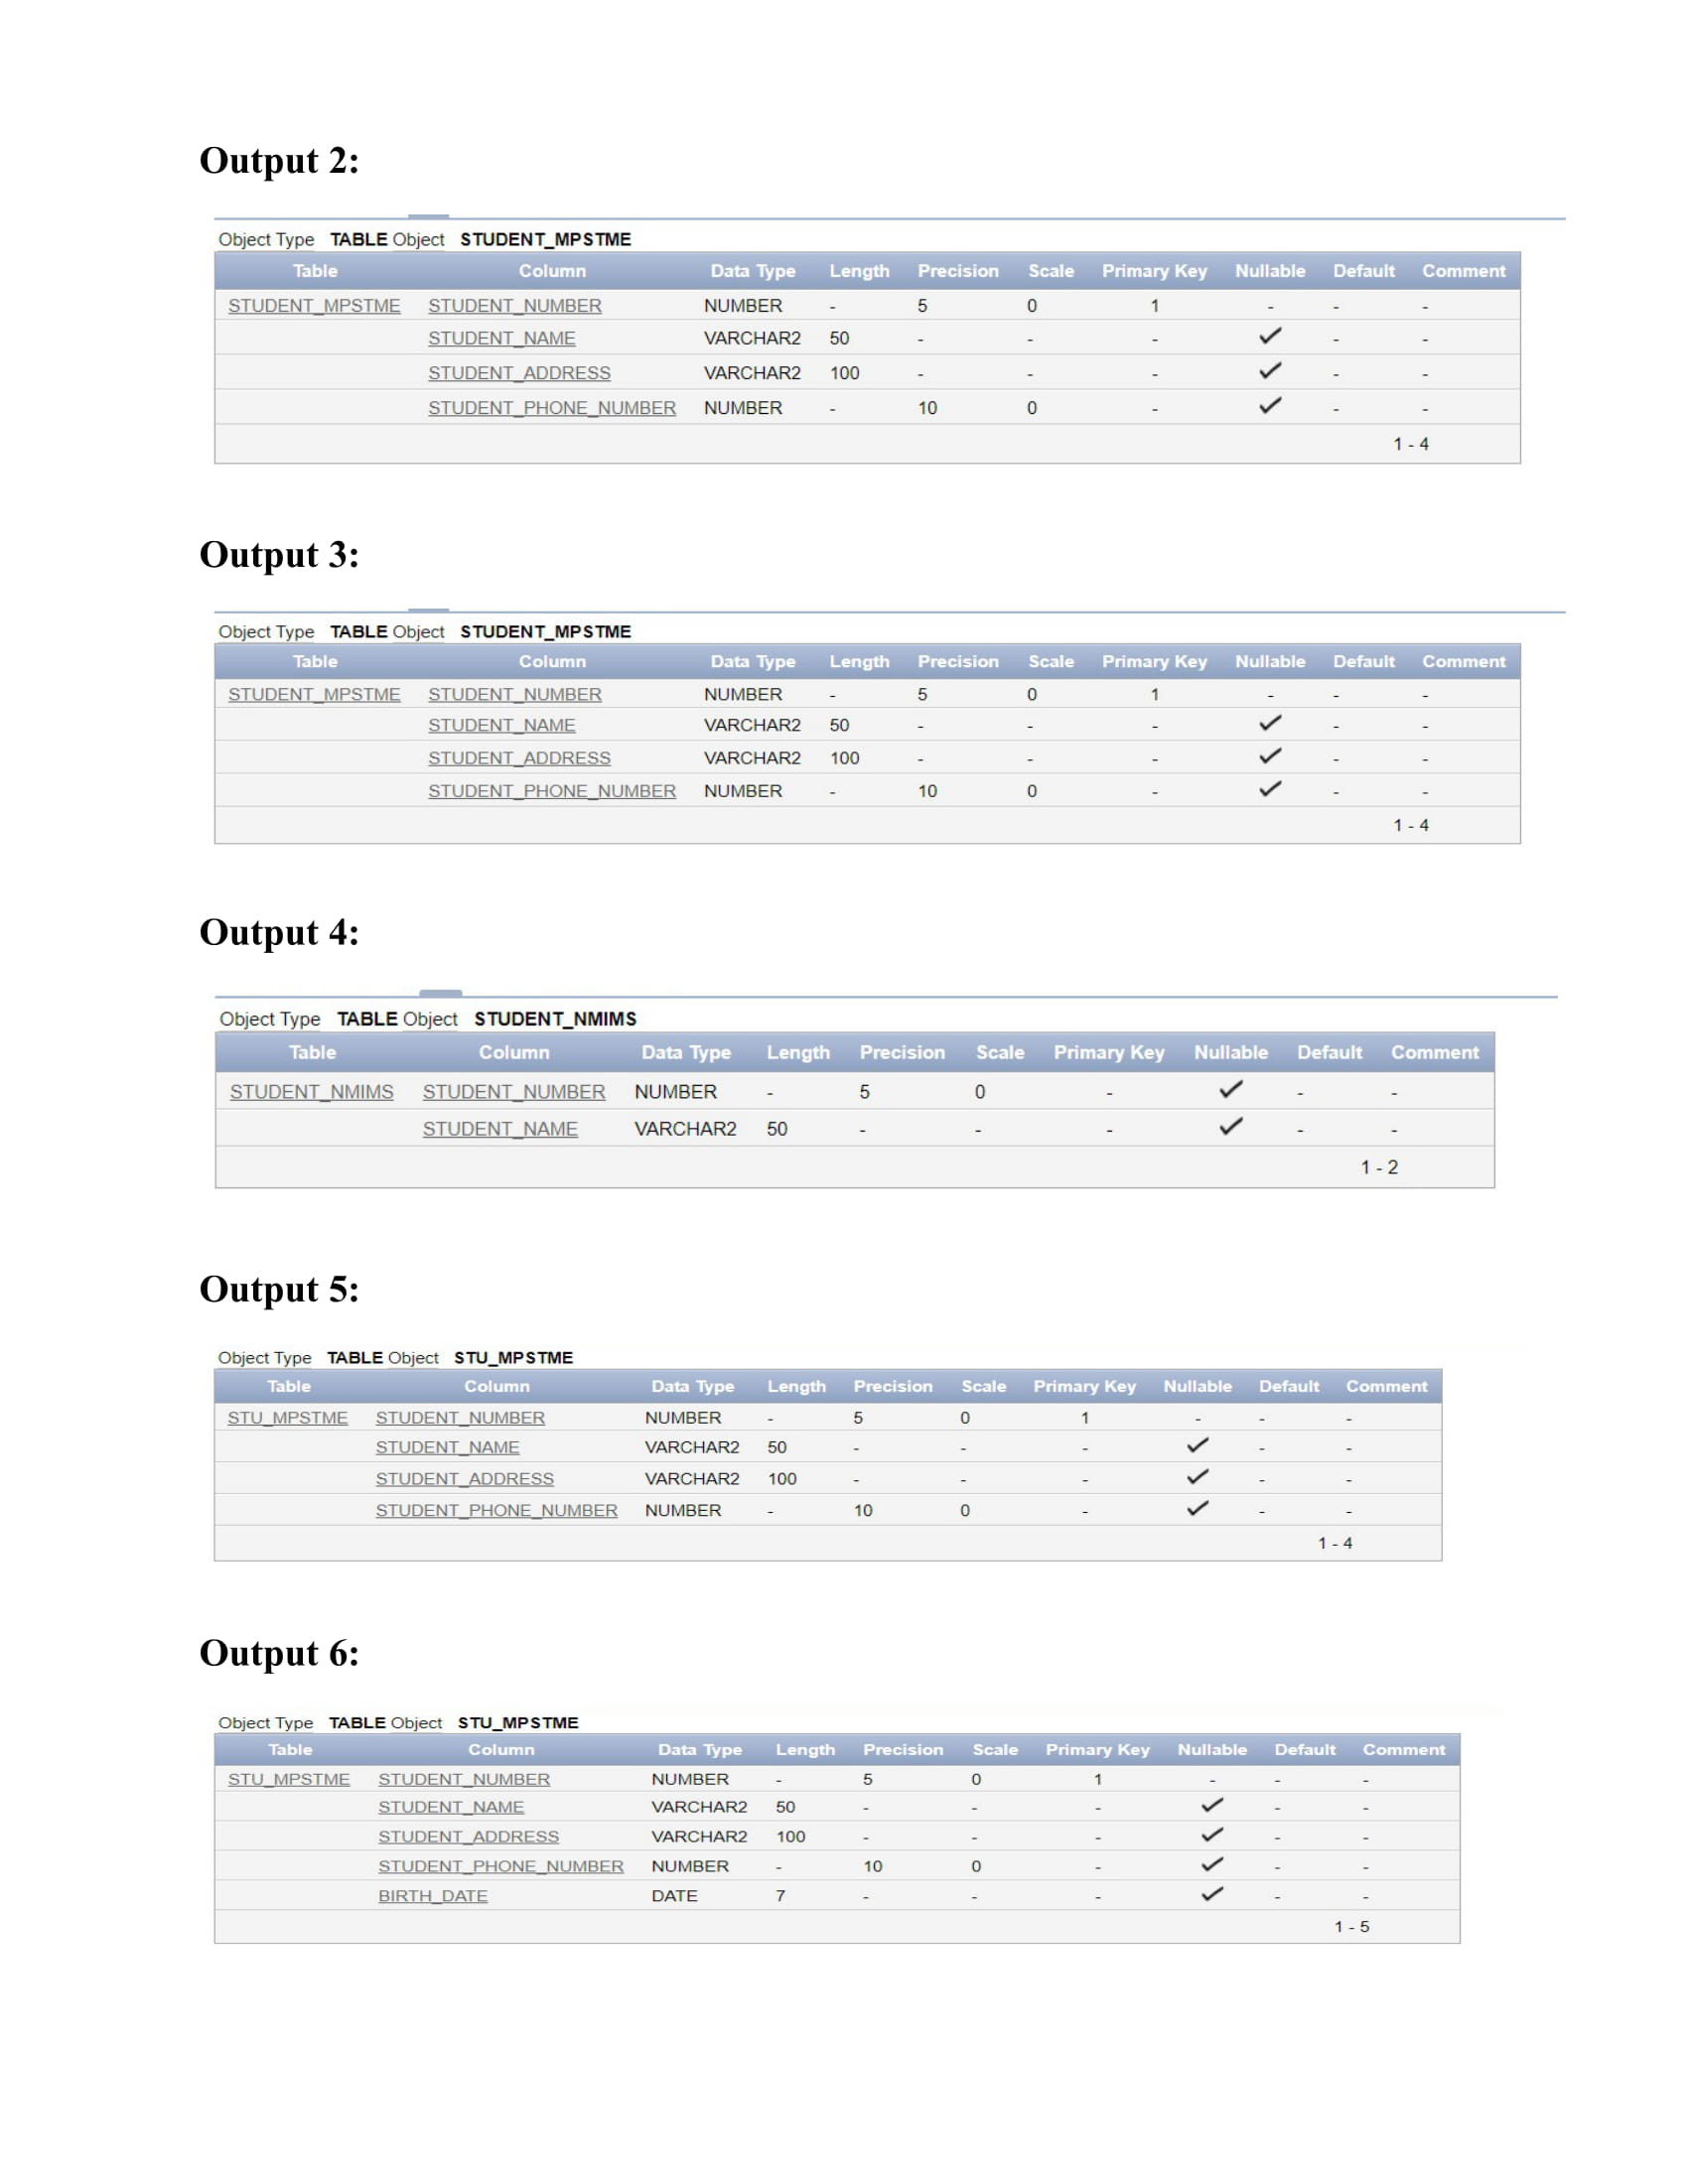 Output 2:
Object Type TABLE Object STUDENT_MPSTME
Table Column Data Type Length Precision Scale Primary Key Nullable Default Comment
STUDENT_MPSTME STUDENT_NUMBER NUMBER - 5 0 1 - - -
STUDENT_NAME VARCHAR2 50 - - - ✓ - -
STUDENT_ADDRESS VARCHAR2 100 - - - ✓ - -
STUDENT_PHONE_NUMBER NUMBER - 10 0 - ✓ - -
1 - 4
Output 3:
Object Type TABLE Object STUDENT_MPSTME
Table Column Data Type Length Precision Scale Primary Key Nullable Default Comment
STUDENT_MPSTME STUDENT_NUMBER NUMBER - 5 0 1 - - -
STUDENT_NAME VARCHAR2 50 - - - ✓ - -
STUDENT_ADDRESS VARCHAR2 100 - - - ✓ - -
STUDENT_PHONE_NUMBER NUMBER - 10 0 - ✓ - -
1 - 4
Output 4:
Object Type TABLE Object STUDENT_NMIMS
Table Column Data Type Length Precision Scale Primary Key Nullable Default Comment
STUDENT_NMIMS STUDENT_NUMBER NUMBER - 5 0 - ✓ - -
STUDENT_NAME VARCHAR2 50 - - - ✓ - -
1 - 2
Output 5:
Object Type TABLE Object STU_MPSTME
Table Column Data Type Length Precision Scale Primary Key Nullable Default Comment
STU_MPSTME STUDENT_NUMBER NUMBER - 5 0 1 - - -
STUDENT_NAME VARCHAR2 50 - - - ✓ - -
STUDENT_ADDRESS VARCHAR2 100 - - - ✓ - -
STUDENT_PHONE_NUMBER NUMBER - 10 0 - ✓ - -
1 - 4
Output 6:
Object Type TABLE Object STU_MPSTME
Table Column Data Type Length Precision Scale Primary Key Nullable Default Comment
STU_MPSTME STUDENT_NUMBER NUMBER - 5 0 1 - - -
STUDENT_NAME VARCHAR2 50 - - - ✓ - -
STUDENT_ADDRESS VARCHAR2 100 - - - ✓ - -
STUDENT_PHONE_NUMBER NUMBER - 10 0 - ✓ - -
BIRTH_DATE DATE 7 - - - ✓ - -
1 - 5